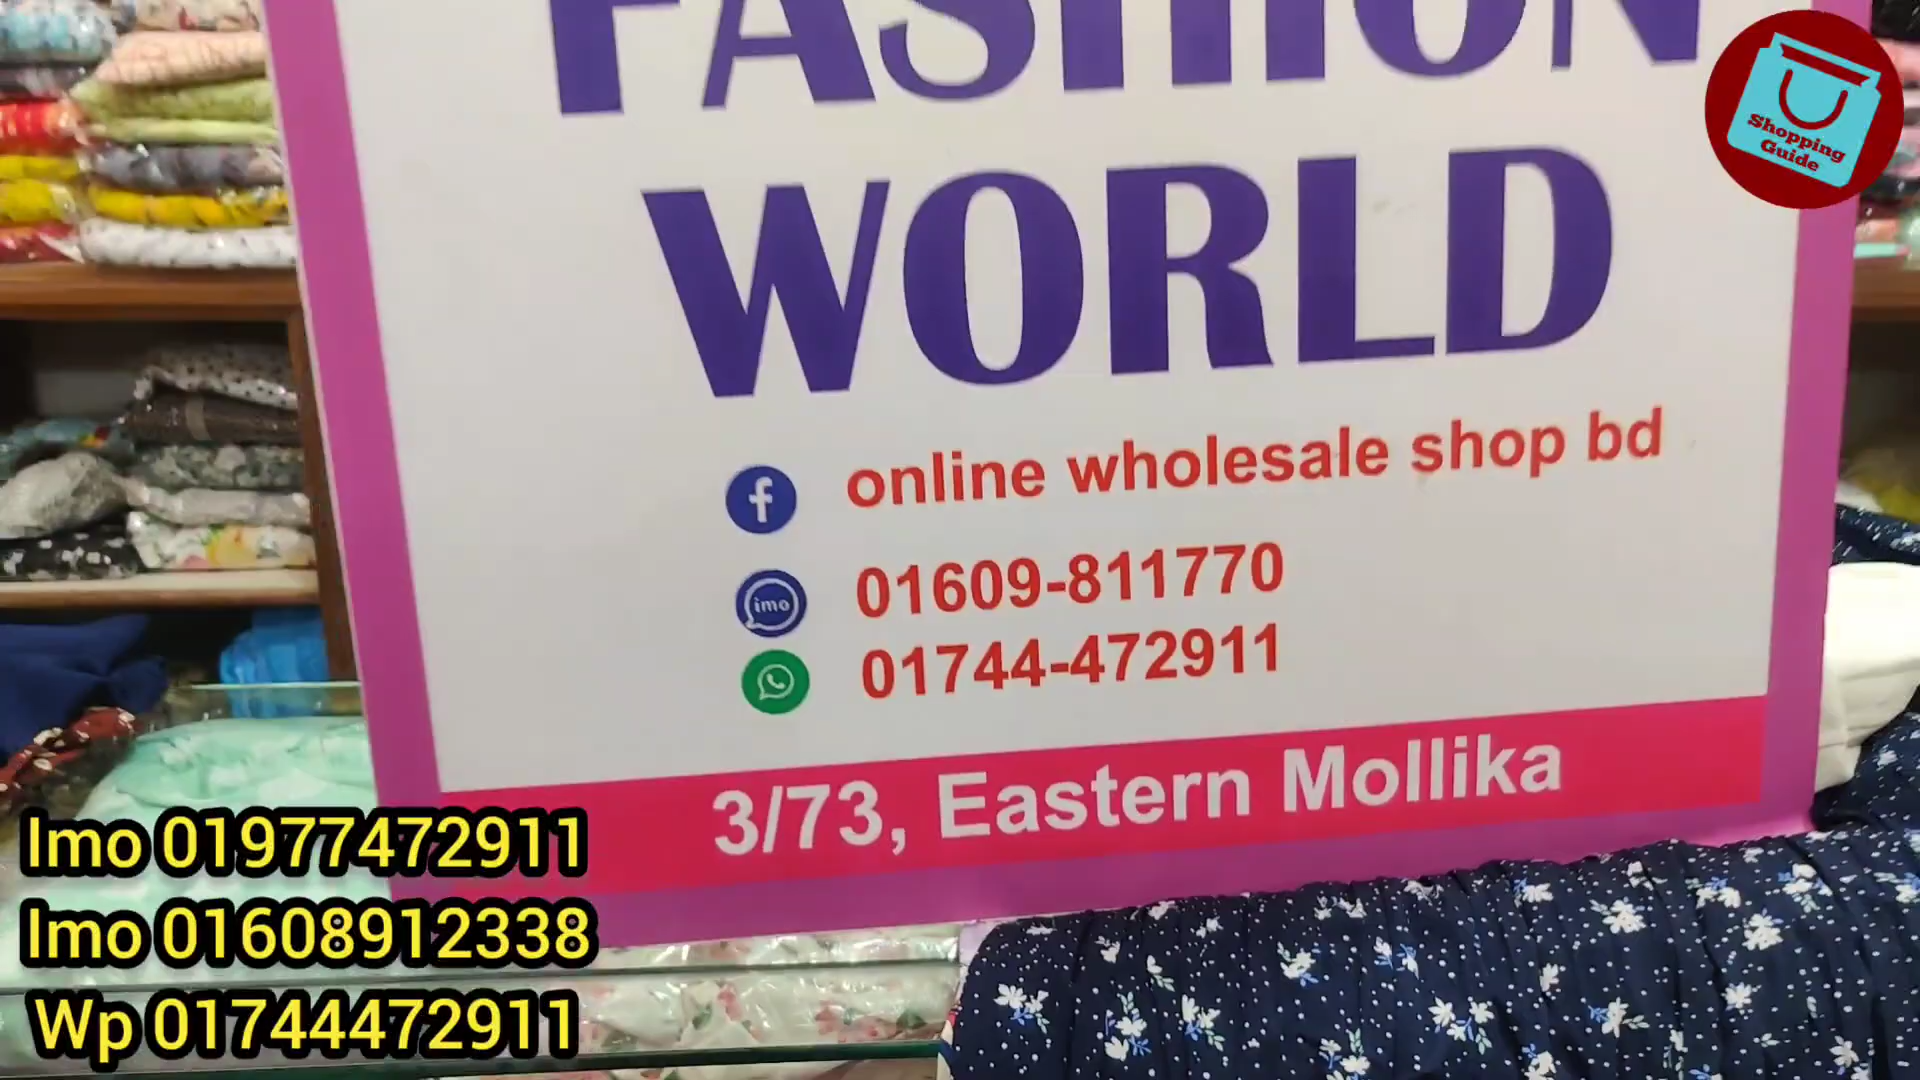 FASHION
WORLD
Shopping
Guide
f online wholesale shop bd
imo 01609-811770
01744-472911
3/73, Eastern Mollika
Imo 01977472911
Imo 01608912338
Wp 01744472911